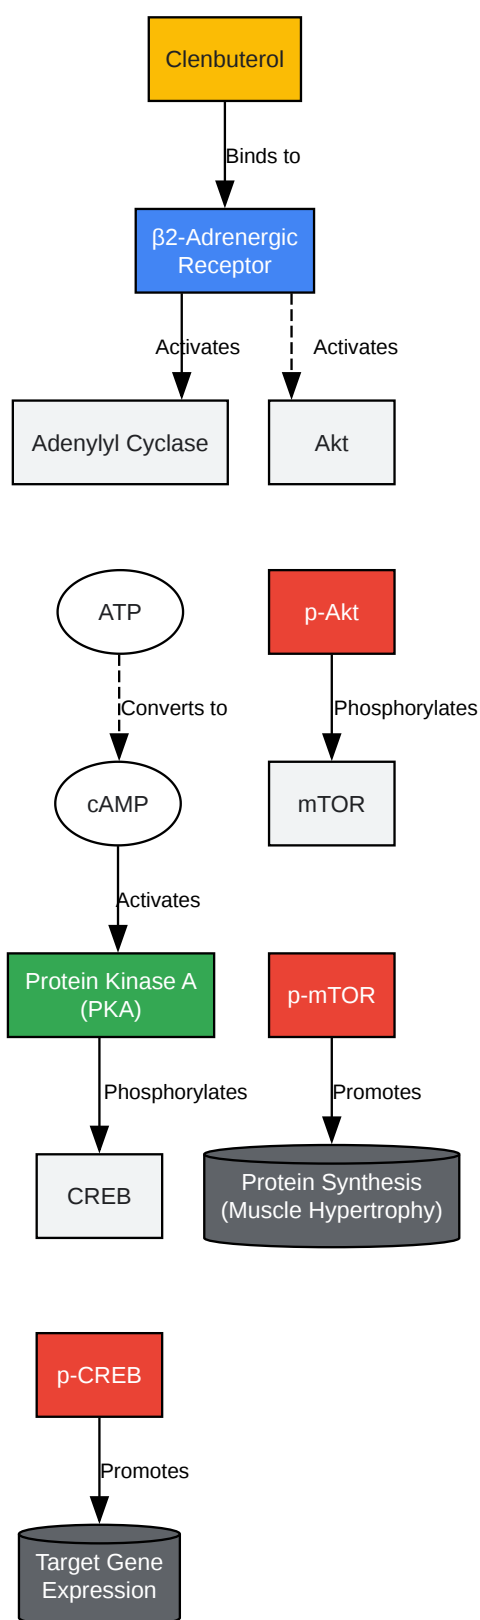 Clenbuterol
Binds to
β2-Adrenergic
Receptor
Activates
Activates
Adenylyl Cyclase
Akt
ATP
p-Akt
Converts to
Phosphorylates
cAMP
mTOR
Activates
Protein Kinase A
(PKA)
p-mTOR
Phosphorylates
Promotes
CREB
Protein Synthesis
(Muscle Hypertrophy)
p-CREB
Promotes
Target Gene
Expression